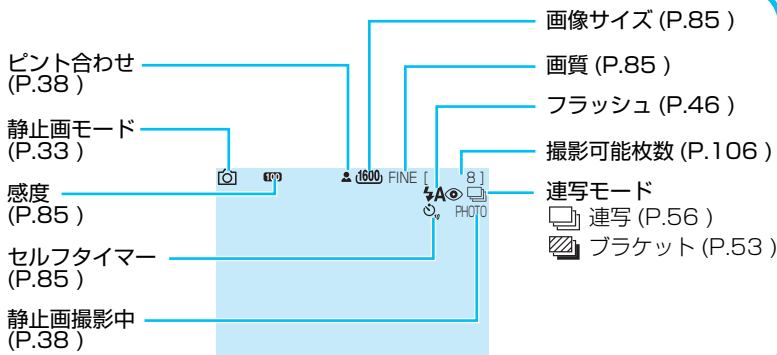 画像サイズ (P.85 )
ピント合わせ
(P.38 )
画質 (P.85 )
フラッシュ (P.46 )
静止画モード
(P.33 )
撮影可能枚数 (P.106 )
100 1600 FINE [ 8 ]
A
感度
(P.85 )
連写モード
連写 (P.56 )
PHOTO
ブラケット (P.53 )
セルフタイマー
(P.85 )
静止画撮影中
(P.38 )